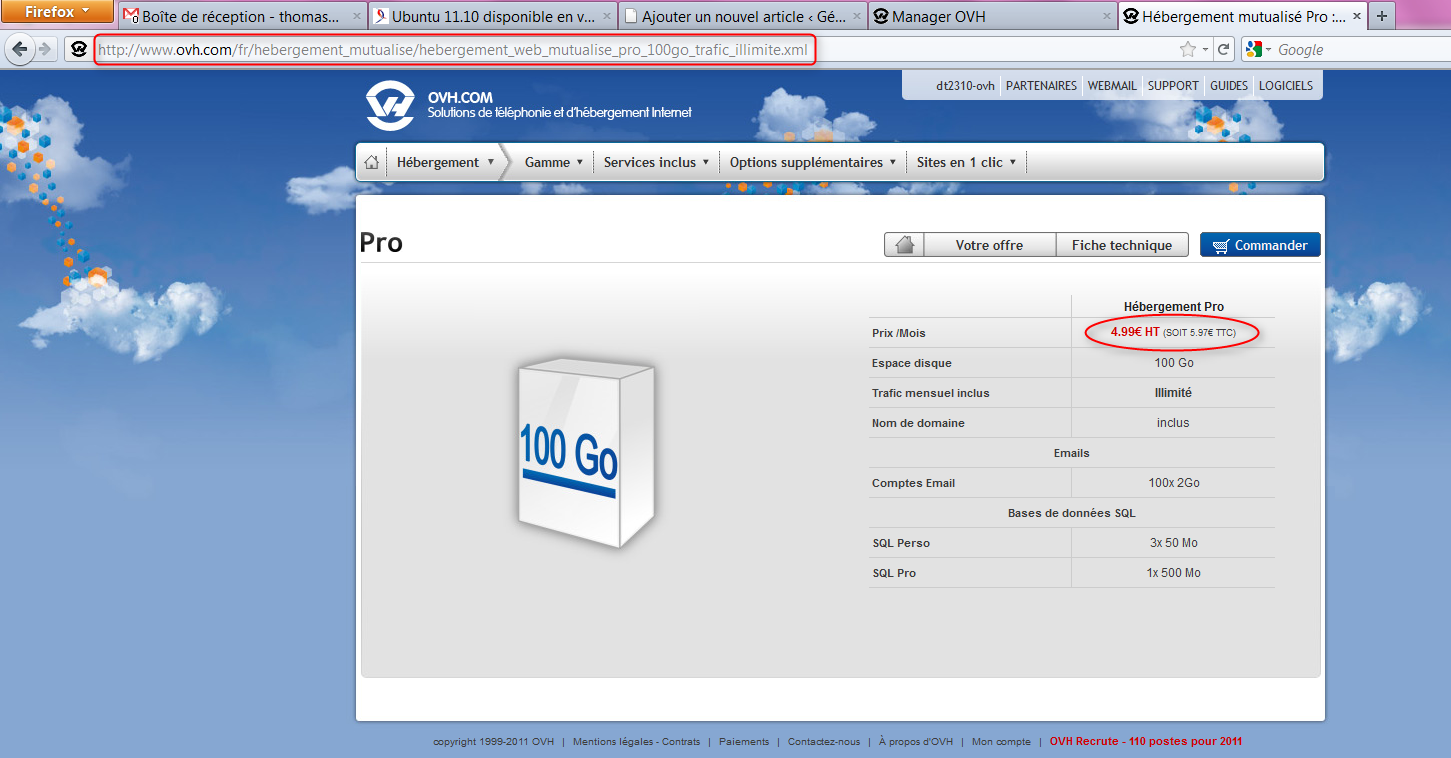 Firefox
Boîte de réception - thomas...
Ubuntu 11.10 disponible en v...
Ajouter un nouvel article ‹ Gé...
Manager OVH
Hébergement mutualisé Pro :...
http://www.ovh.com/fr/hebergement_mutualise/hebergement_web_mutualise_pro_100go_trafic_illimite.xml
Google
OVH.COM
Solutions de téléphonie et d'hébergement Internet
dt2310-ovh PARTENAIRES WEBMAIL SUPPORT GUIDES LOGICIELS
Hébergement Gamme Services inclus Options supplémentaires Sites en 1 clic
Pro
Votre offre Fiche technique Commander
100 Go
Hébergement Pro
Prix /Mois 4.99€ HT (SOIT 5.97€ TTC)
Espace disque 100 Go
Trafic mensuel inclus Illimité
Nom de domaine inclus
Emails
Comptes Email 100x 2Go
Bases de données SQL
SQL Perso 3x 50 Mo
SQL Pro 1x 500 Mo
copyright 1999-2011 OVH | Mentions légales - Contrats | Paiements | Contactez-nous | À propos d'OVH | Mon compte | OVH Recrute - 110 postes pour 2011